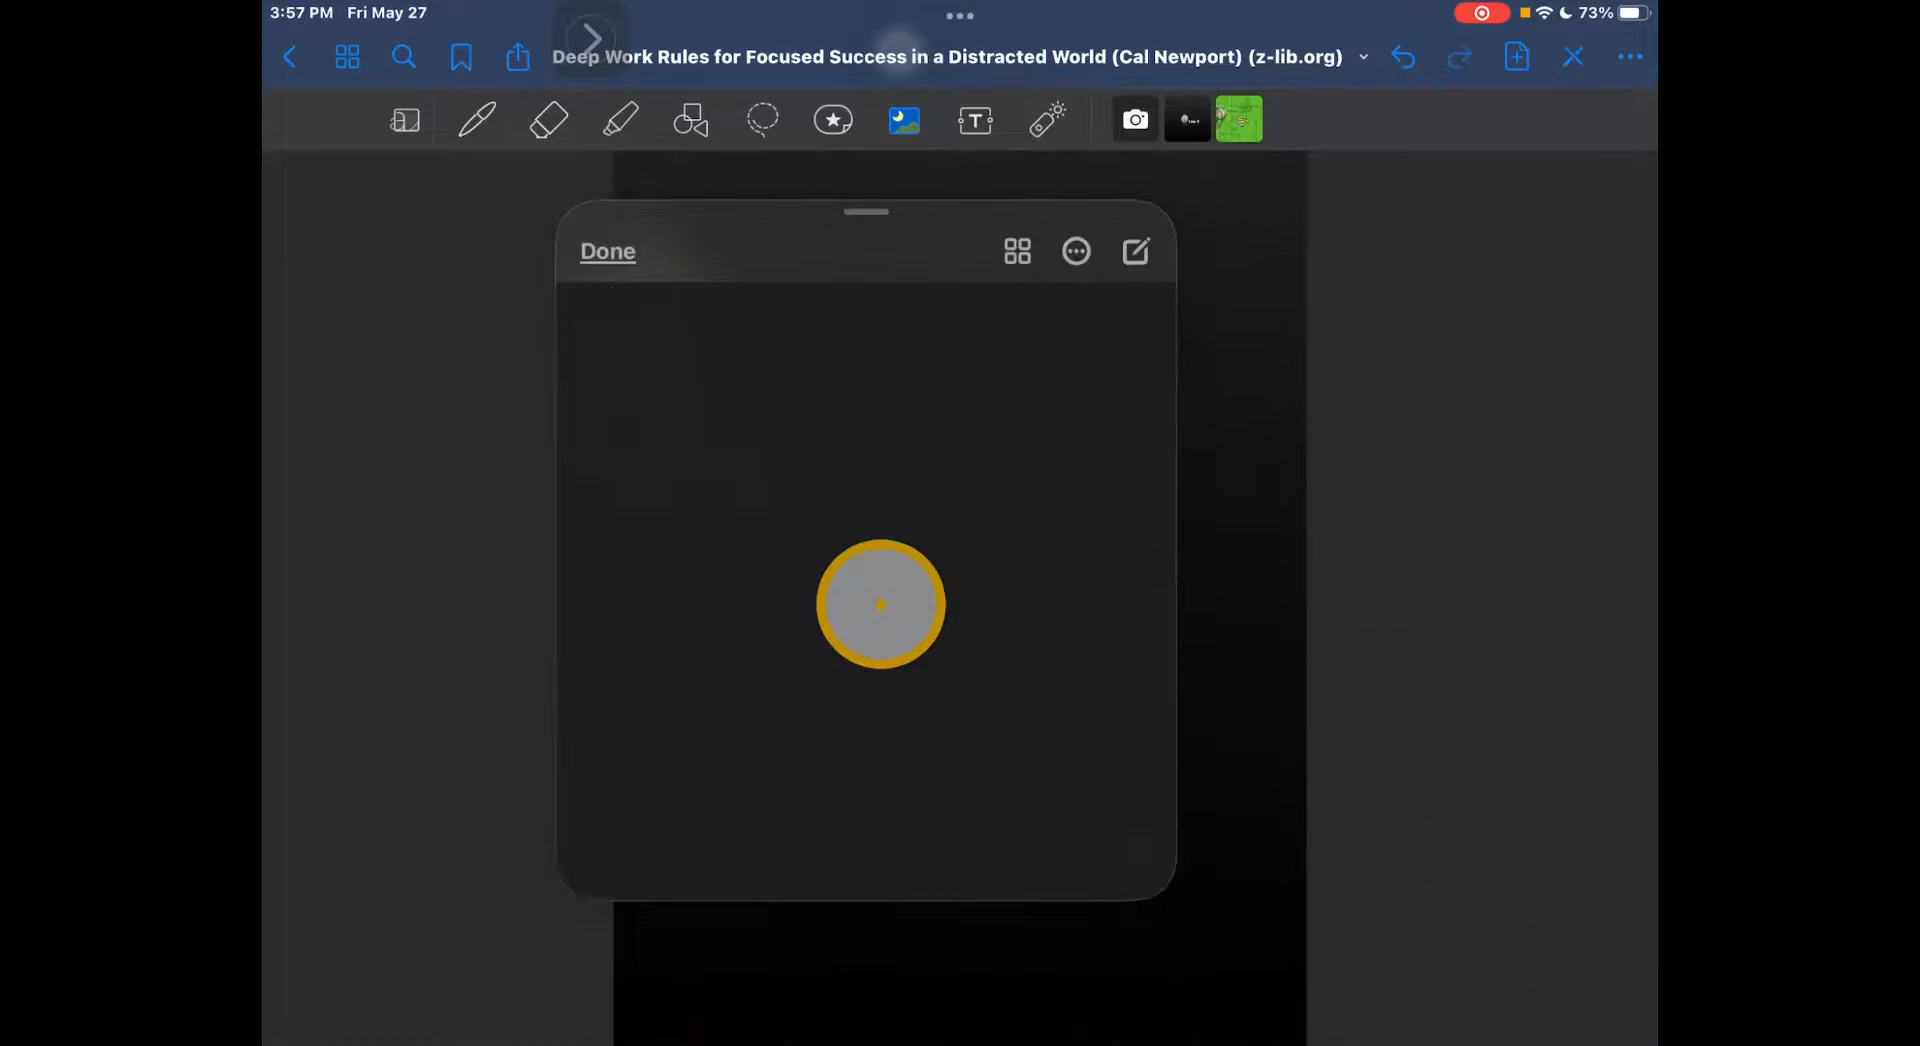 3:57 PM Fri May 27
73%
Deep Work Rules for Focused Success in a Distracted World (Cal Newport) (z-lib.org)
Done